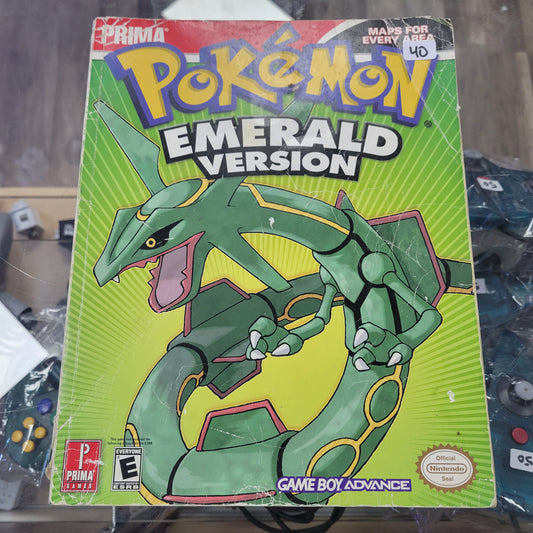 PRIMA®
MAPS FOR
EVERY AREA
40
POKéMON®
EMERALD
VERSION
PRIMA
GAMES
EVERYONE
E
ESRB
GAME BOY ADVANCE
Official
Nintendo
Seal